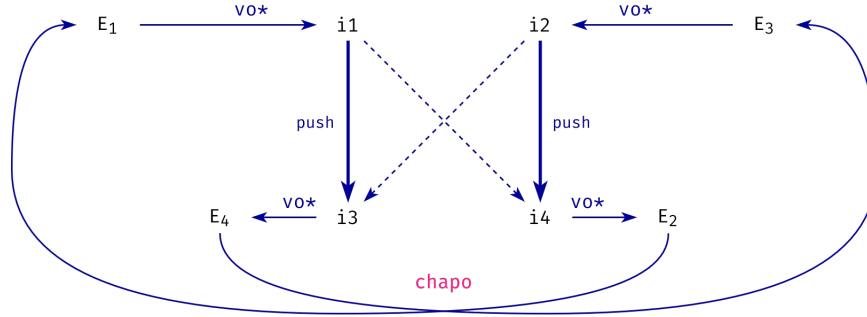 vo* vo*
E₁ i1 i2 E₃
push push
vo* vo*
E₄ i3 i4 E₂
chapo